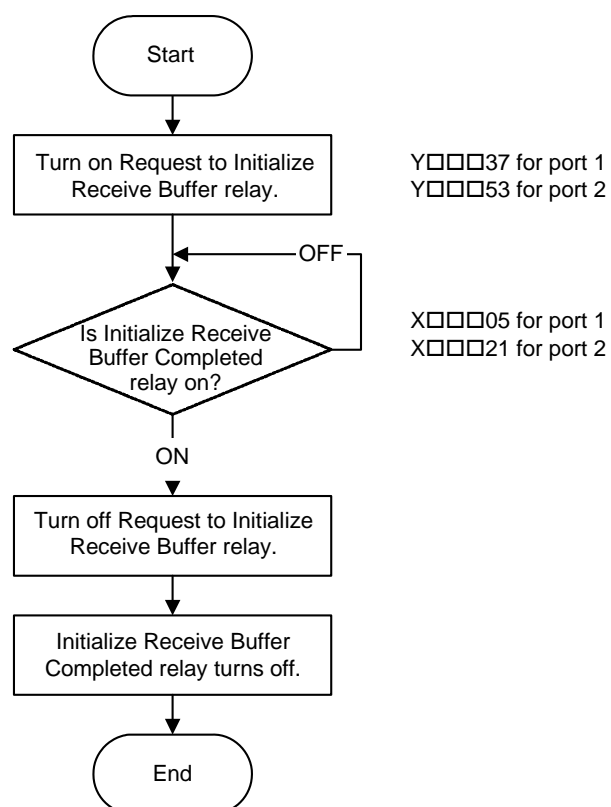 Start
Turn on Request to Initialize
Receive Buffer relay.
Y□□□37 for port 1
Y□□□53 for port 2
OFF
Is Initialize Receive
Buffer Completed
relay on?
X□□□05 for port 1
X□□□21 for port 2
ON
Turn off Request to Initialize
Receive Buffer relay.
Initialize Receive Buffer
Completed relay turns off.
End